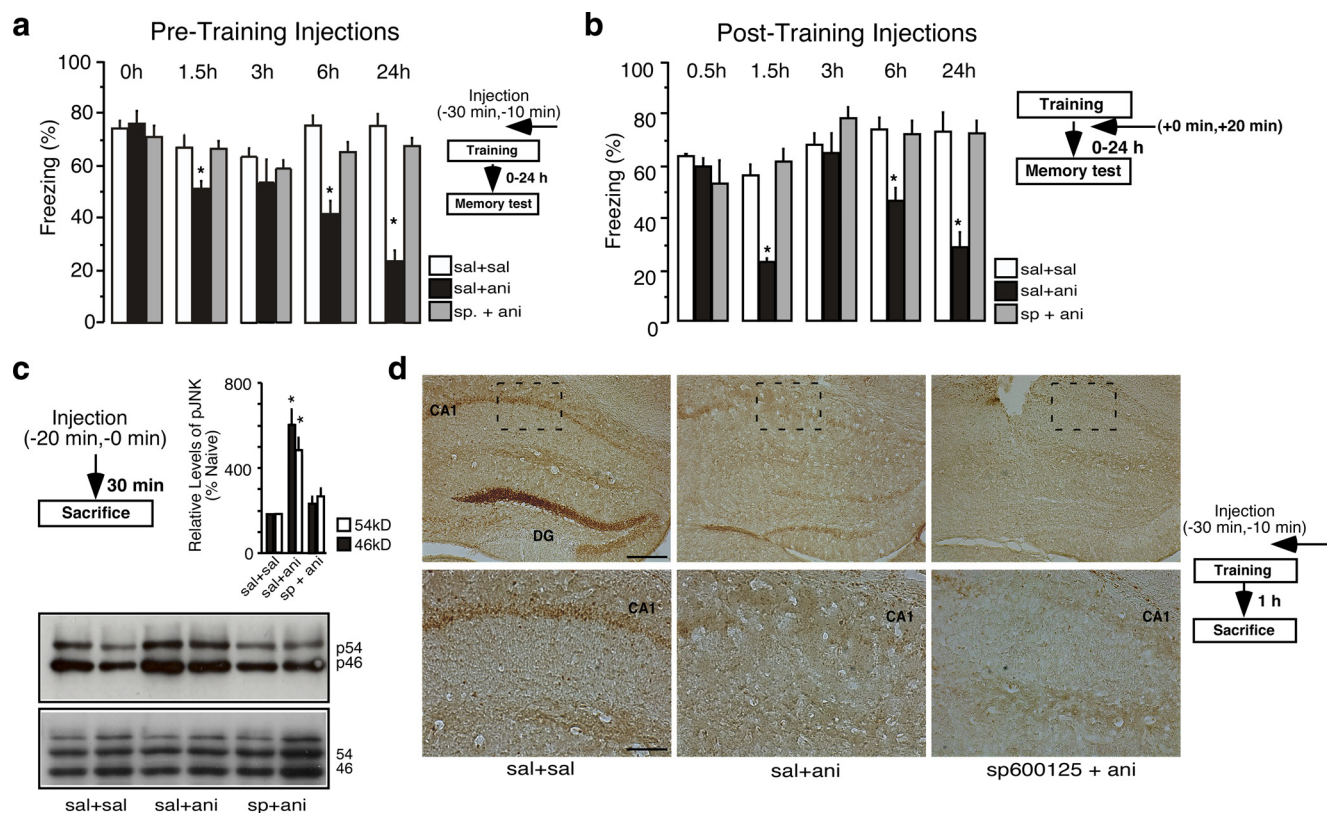 a
Pre-Training Injections
0h 1.5h 3h 6h 24h
100
80
60
40
20
0
Freezing (%)
* * *
Injection
(-30 min,-10 min)
Training
0-24 h
Memory test
sal+sal
sal+ani
sp. + ani
b
Post-Training Injections
0.5h 1.5h 3h 6h 24h
100
80
60
40
20
0
Freezing (%)
* * *
Training
(+0 min,+20 min)
0-24 h
Memory test
sal+sal
sal+ani
sp + ani
c
Injection
(-20 min,-0 min)
30 min
Sacrifice
Relative Levels of pJNK
(% Naive)
800
400
0
* *
54kD
46kD
sal+sal
sal+ani
sp + ani
p54
p46
54
46
sal+sal sal+ani sp+ani
d
CA1
DG
CA1 CA1 CA1
sal+sal sal+ani sp600125 + ani
Injection
(-30 min,-10 min)
Training
1 h
Sacrifice